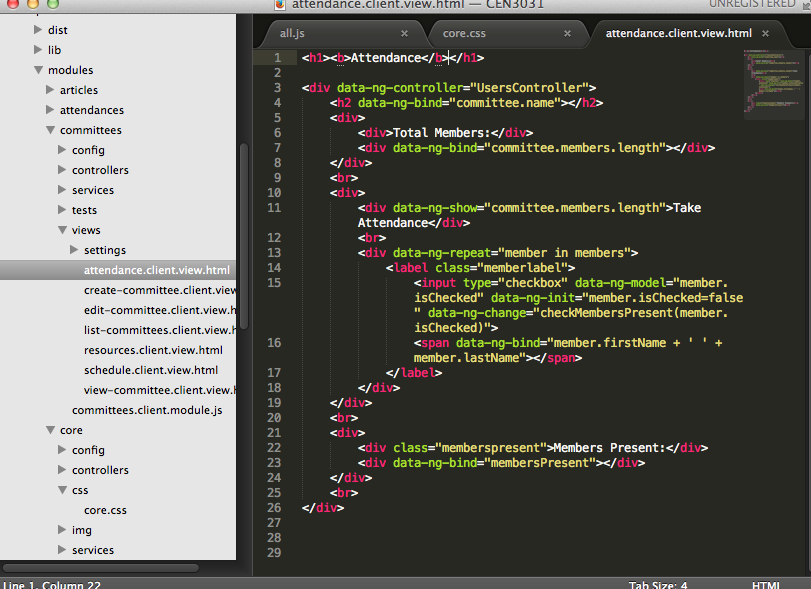 attendance.client.view.html — CEN3031
UNREGISTERED
dist
lib
modules
articles
attendances
committees
config
controllers
services
tests
views
settings
attendance.client.view.html
create-committee.client.view
edit-committee.client.view.h
list-committees.client.view.h
resources.client.view.html
schedule.client.view.html
view-committee.client.view.h
committees.client.module.js
core
config
controllers
css
core.css
img
services
all.js ×
core.css ×
attendance.client.view.html ×
1 <h1><b>Attendance</b></h1>
2
3 <div data-ng-controller="UsersController">
4 <h2 data-ng-bind="committee.name"></h2>
5 <div>
6 <div>Total Members:</div>
7 <div data-ng-bind="committee.members.length"></div>
8 </div>
9 <br>
10 <div>
11 <div data-ng-show="committee.members.length">Take
Attendance</div>
12 <br>
13 <div data-ng-repeat="member in members">
14 <label class="memberlabel">
15 <input type="checkbox" data-ng-model="member.
isChecked" data-ng-init="member.isChecked=false
" data-ng-change="checkMembersPresent(member.
isChecked)">
16 <span data-ng-bind="member.firstName + ' ' +
member.lastName"></span>
17 </label>
18 </div>
19 </div>
20 <br>
21 <div>
22 <div class="memberspresent">Members Present:</div>
23 <div data-ng-bind="membersPresent"></div>
24 </div>
25 <br>
26 </div>
27
28
29
Line 1, Column 22
Tab Size: 4
HTML